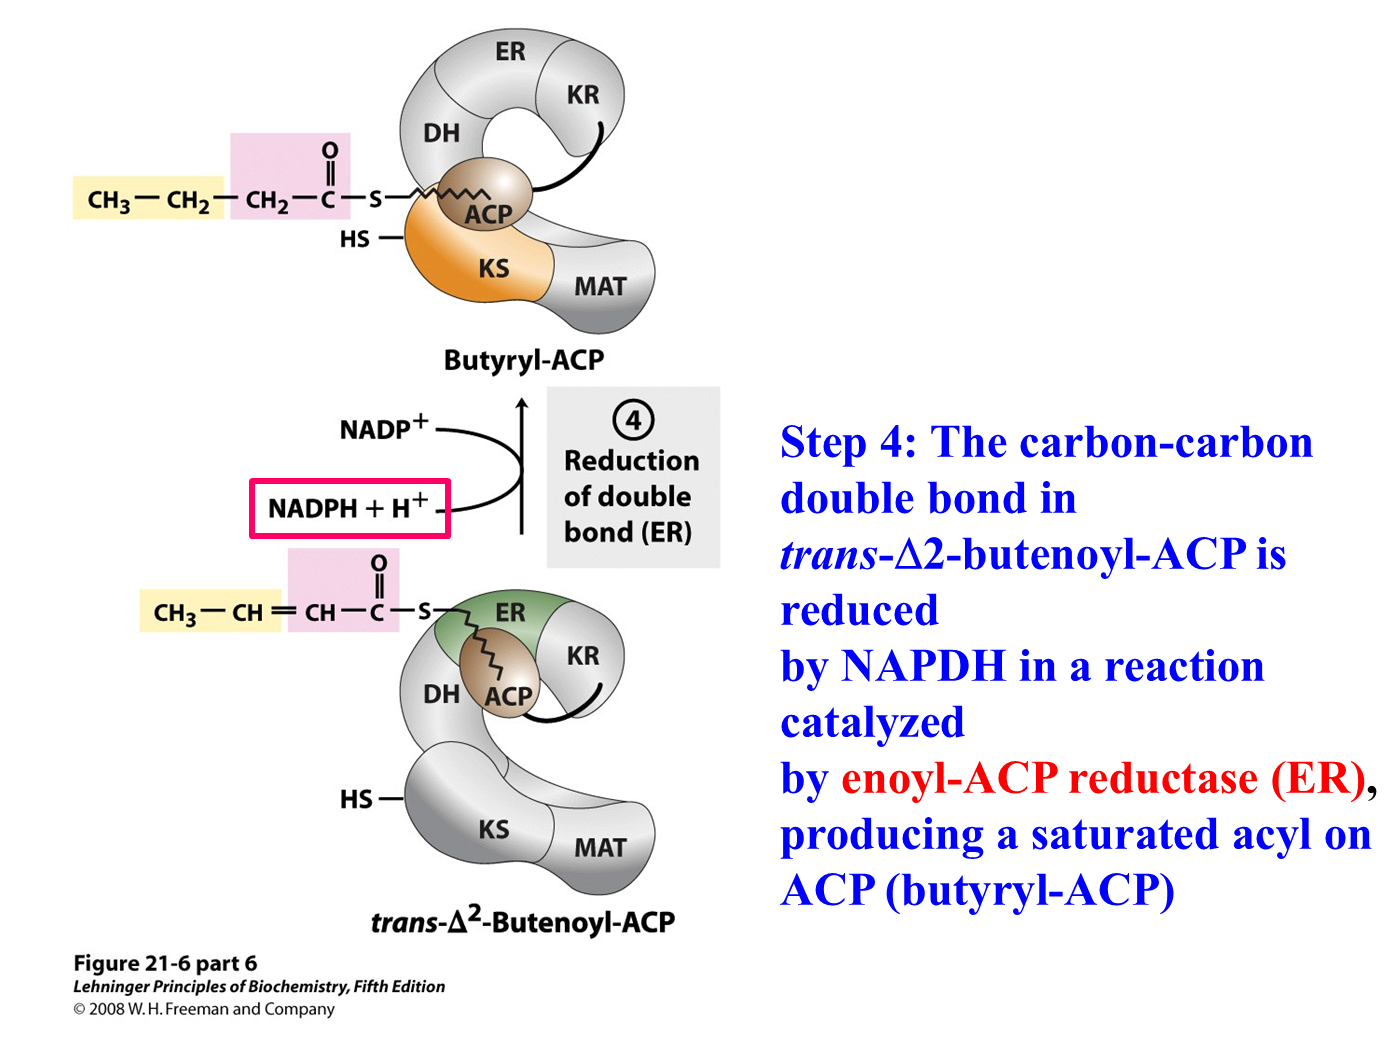 ER
KR
DH
O
CH₃—CH₂—CH₂—C—S
ACP
HS
KS
MAT
Butyryl-ACP
NADP⁺
NADPH + H⁺
4
Reduction
of double
bond (ER)
O
CH₃—CH=CH—C—S
ER
KR
DH
ACP
HS
KS
MAT
trans-Δ²-Butenoyl-ACP
Step 4: The carbon-carbon
double bond in
trans-Δ2-butenoyl-ACP is
reduced
by NAPDH in a reaction
catalyzed
by enoyl-ACP reductase (ER),
producing a saturated acyl on
ACP (butyryl-ACP)
Figure 21-6 part 6
Lehninger Principles of Biochemistry, Fifth Edition
© 2008 W. H. Freeman and Company